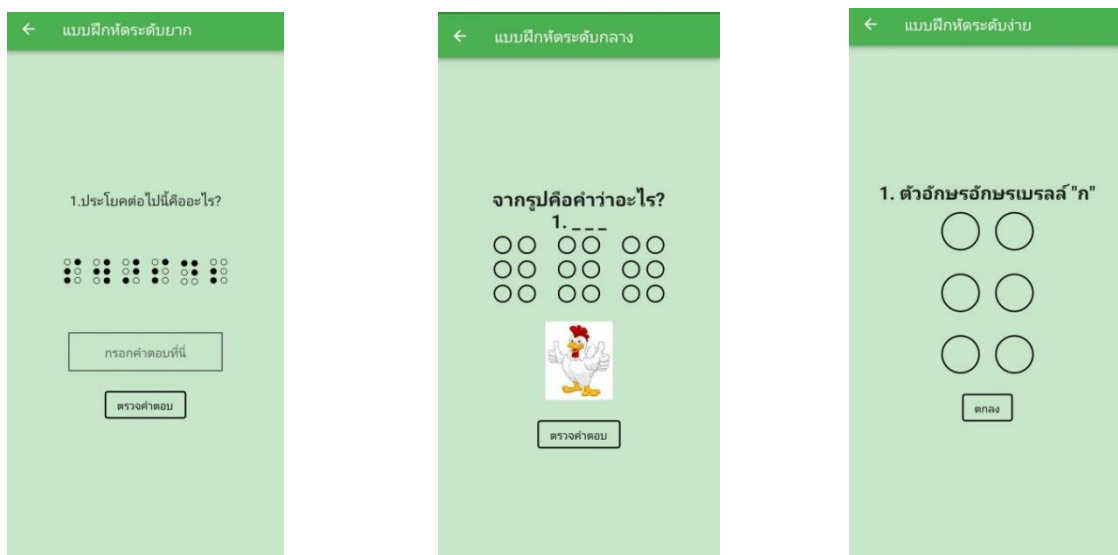 แบบฝึกหัดระดับยาก
1.ประโยคต่อไปนี้คืออะไร?
กรอกคำตอบที่นี่
ตรวจคำตอบ
แบบฝึกหัดระดับกลาง
จากรูปคือคำว่าอะไร?
1. _ _ _
ตรวจคำตอบ
แบบฝึกหัดระดับง่าย
1. ตัวอักษรอักษรเบรลล์ "ก"
ตกลง